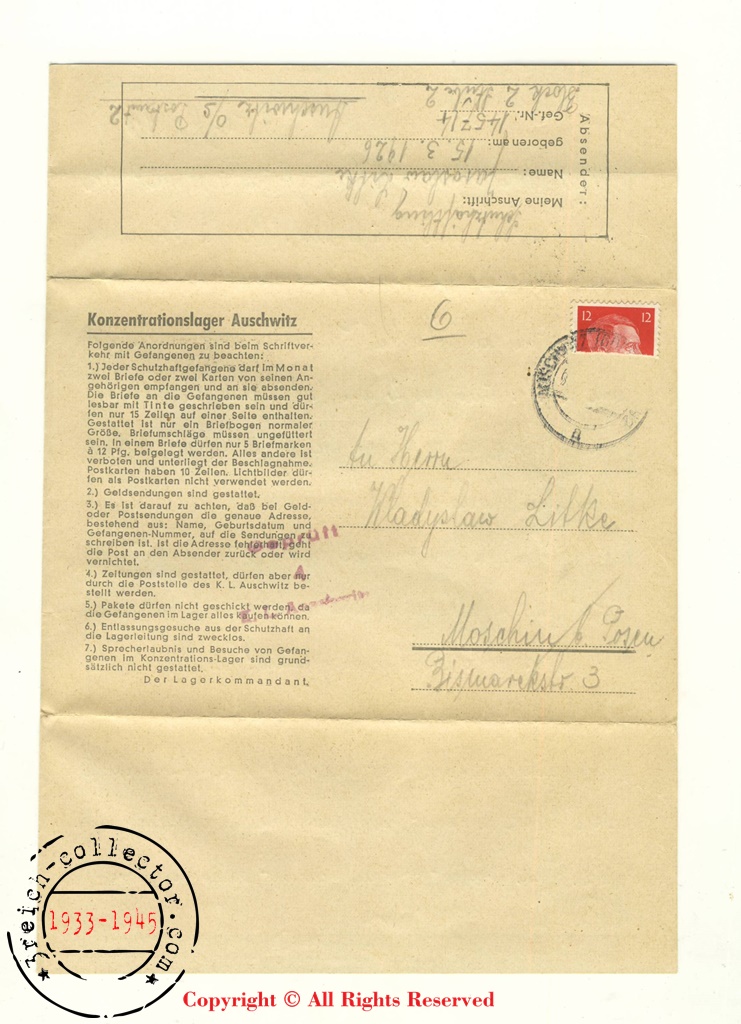 Absender:
Meine Anschrift:
Schutzhäftling
Name: Jaroslaw
geboren am: 15. 3. 1926
Gef.-Nr.: 145714
Block 2 Stube 2
Auschwitz O/S Postamt 2
Konzentrationslager Auschwitz
Folgende Anordnungen sind beim Schriftver-
kehr mit Gefangenen zu beachten:
1.) Jeder Schutzhaftgefangene darf im Monat
zwei Briefe oder zwei Karten von seinen An-
gehörigen empfangen und an sie absenden.
Die Briefe an die Gefangenen müssen gut
lesbar mit Tinte geschrieben sein und dür-
fen nur 15 Zeilen auf einer Seite enthalten.
Gestattet ist nur ein Briefbogen normaler
Größe. Briefumschläge müssen ungefüttert
sein. In einem Briefe dürfen nur 5 Briefmarken
à 12 Pfg. beigelegt werden. Alles andere ist
verboten und unterliegt der Beschlagnahme.
Postkarten haben 10 Zeilen. Lichtbilder dür-
fen als Postkarten nicht verwendet werden.
2.) Geldsendungen sind gestattet.
3.) Es ist darauf zu achten, daß bei Geld-
oder Postsendungen die genaue Adresse,
bestehend aus: Name, Geburtsdatum und
Gefangenen-Nummer, auf die Sendungen zu
schreiben ist. Ist die Adresse fehlerhaft, geht
die Post an den Absender zurück oder wird
vernichtet.
4.) Zeitungen sind gestattet, dürfen aber nur
durch die Poststelle des K. L. Auschwitz be-
stellt werden.
5.) Pakete dürfen nicht geschickt werden, da
die Gefangenen im Lager alles kaufen können.
6.) Entlassungsgesuche aus der Schutzhaft an
die Lagerleitung sind zwecklos.
7.) Sprecherlaubnis und Besuche von Gefan-
genen im Konzentrations-Lager sind grund-
sätzlich nicht gestattet.
Der Lagerkommandant.
6
12 12
AUSCHWITZ
a
Geprüft
An Herrn
Wladyslaw Litke
Moschin b. Posen
Bismarckstr 3
3reich-collector.com
1933-1945
Copyright © All Rights Reserved